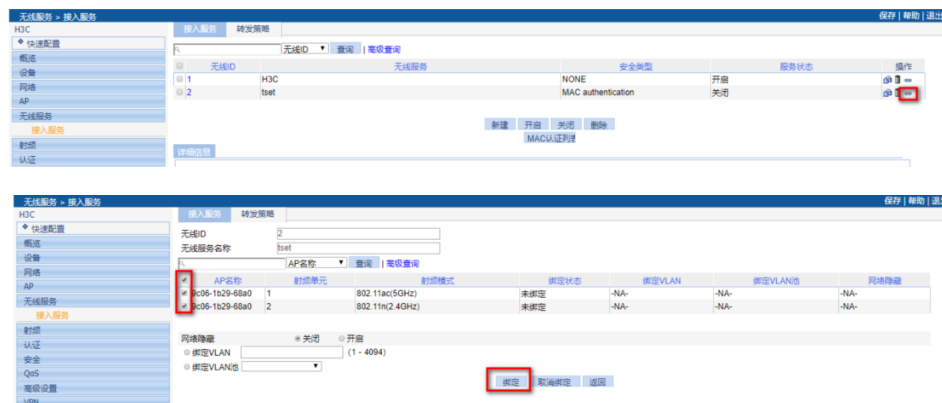 无线服务 > 接入服务 保存 | 帮助 | 退出
H3C 接入服务 转发策略
快速配置
概览 无线ID 查询 | 高级查询
设备 无线ID 无线服务 安全类型 服务状态 操作
网络 1 H3C NONE 开启
AP 2 tset MAC authentication 关闭
无线服务
接入服务 新建 开启 关闭 删除
射频 MAC认证列表
认证 详细信息
无线服务 > 接入服务 保存 | 帮助 | 退出
H3C 接入服务 转发策略
快速配置
概览 无线ID 2
设备 无线服务名称 tset
网络 AP名称 查询 | 高级查询
AP AP名称 射频单元 射频模式 绑定状态 绑定VLAN 绑定VLAN池 网络隐藏
无线服务 9c06-1b29-68a0 1 802.11ac(5GHz) 未绑定 -NA- -NA- -NA-
接入服务 9c06-1b29-68a0 2 802.11n(2.4GHz) 未绑定 -NA- -NA- -NA-
射频
认证 网络隐藏 关闭 开启
安全 绑定VLAN (1 - 4094)
QoS 绑定VLAN池
高级设置 绑定 取消绑定 返回
VPN